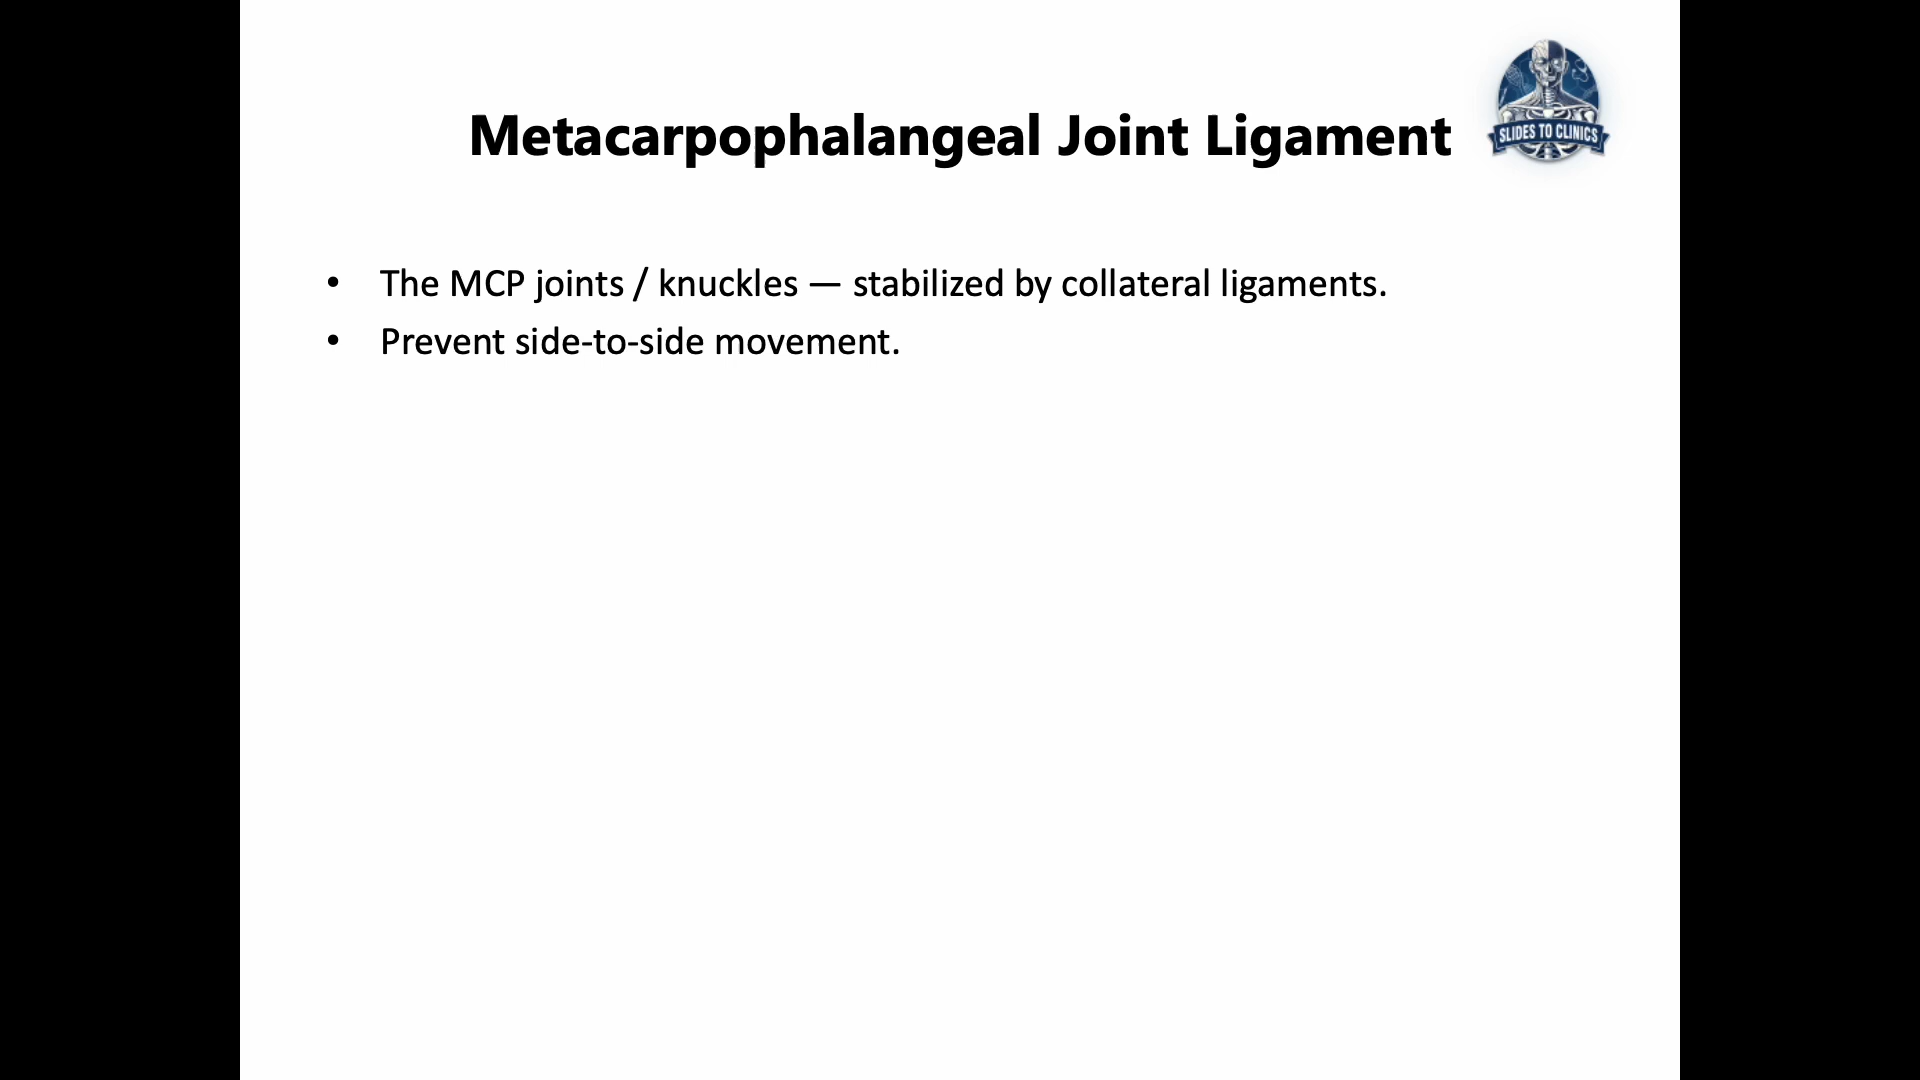 Metacarpophalangeal Joint Ligament
SLIDES TO CLINICS
• The MCP joints / knuckles — stabilized by collateral ligaments.
• Prevent side-to-side movement.